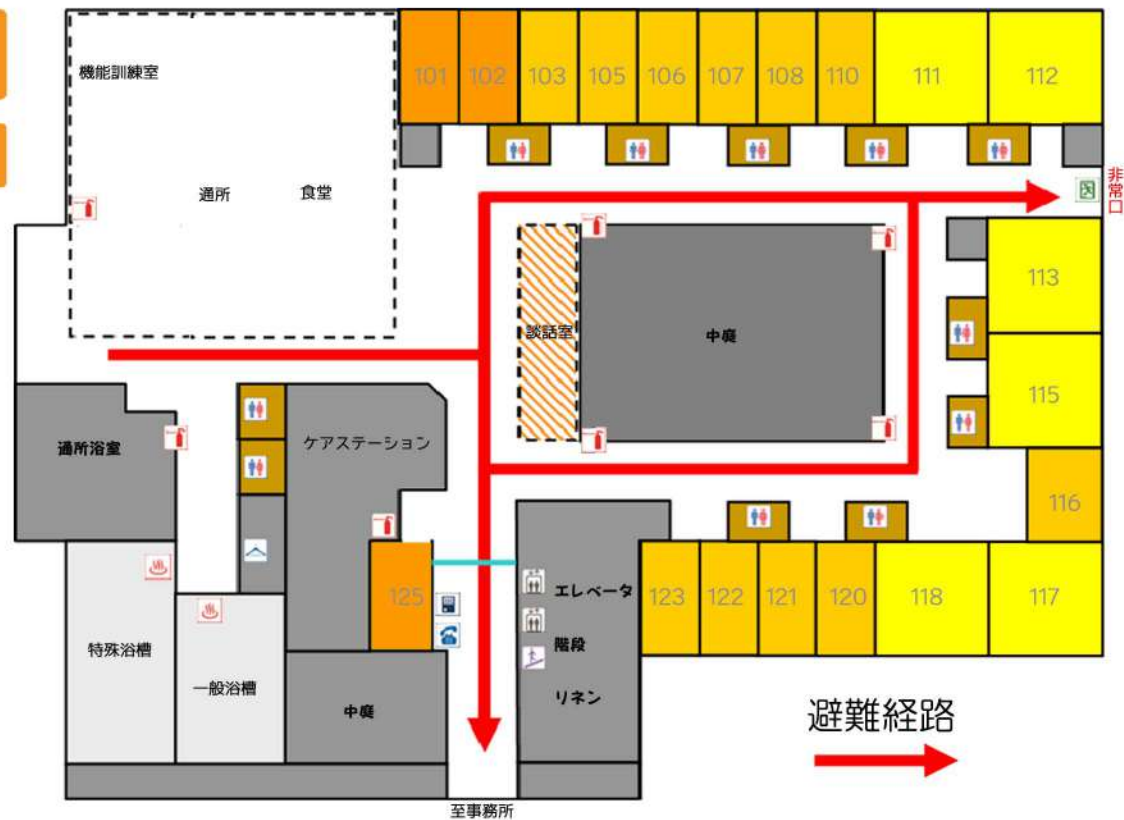 機能訓練室
101 102 103 105 106 107 108 110 111 112
通所 食堂
非常口
113
談話室
中庭
115
通所浴室
ケアステーション
116
125
エレベータ
123 122 121 120 118 117
特殊浴槽
階段
一般浴槽
リネン
中庭
避難経路
至事務所